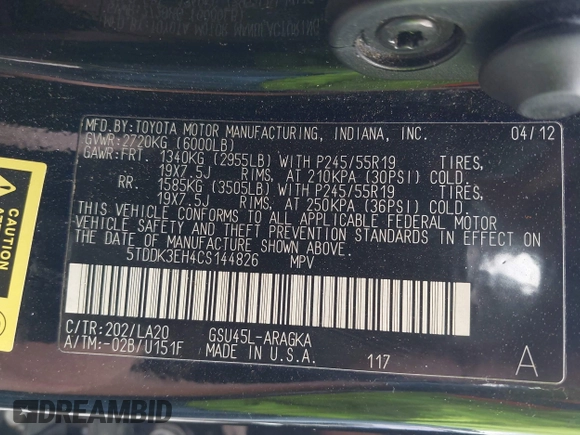 MFD.BY:TOYOTA MOTOR MANUFACTURING, INDIANA, INC. 04/12
GVWR:2720KG (6000LB)
GAWR:FRT. 1340KG (2955LB) WITH P245/55R19 TIRES,
19X7.5J RIMS, AT 210KPA (30PSI) COLD.
RR. 1585KG (3505LB) WITH P245/55R19 TIRES,
19X7.5J RIMS, AT 250KPA (36PSI) COLD.
THIS VEHICLE CONFORMS TO ALL APPLICABLE FEDERAL MOTOR
VEHICLE SAFETY AND THEFT PREVENTION STANDARDS IN EFFECT ON
THE DATE OF MANUFACTURE SHOWN ABOVE.
5TDDK3EH4CS144826 MPV
C/TR:202/LA20 GSU45L-ARAGKA
A/TM:-02B/U151F MADE IN U.S.A. 117 A
CAUTION
DREAMBID